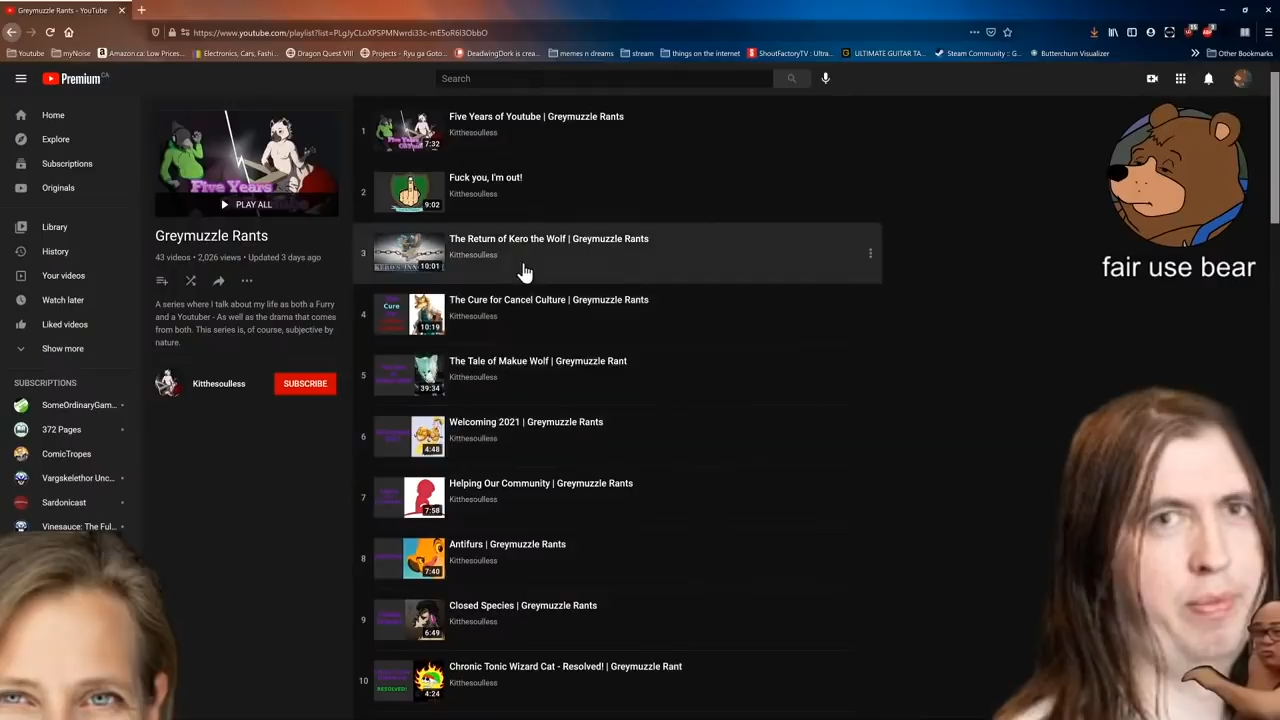 Greymuzzle Rants - YouTube
https://www.youtube.com/playlist?list=PLgJyCLoXPSPMNwrdi33c-mE5oR6I3ObbO
Youtube myNoise Amazon.ca: Low Prices... Electronics, Cars, Fashi... Dragon Quest VIII Projects - Ryu ga Goto... DeadwingDork is creati... memes n dreams stream things on the internet ShoutFactoryTV : Ultra... ULTIMATE GUITAR TA... Steam Community :: G... Butterchurn Visualizer Other Bookmarks
Premium CA
Search
Home
Explore
Subscriptions
Originals
Library
History
Your videos
Watch later
Liked videos
Show more
SUBSCRIPTIONS
SomeOrdinaryGam...
372 Pages
ComicTropes
Vargskelethor Unc...
Sardonicast
Vinesauce: The Ful...
Five Years
PLAY ALL
Greymuzzle Rants
43 videos • 2,026 views • Updated 3 days ago
A series where I talk about my life as both a Furry
and a Youtuber - As well as the drama that comes
from both. This series is, of course, subjective by
nature.
Kitthesoulless
SUBSCRIBE
1
7:32
Five Years of Youtube | Greymuzzle Rants
Kitthesoulless
2
9:02
Fuck you, I'm out!
Kitthesoulless
3
10:01
The Return of Kero the Wolf | Greymuzzle Rants
Kitthesoulless
4
Cure
10:19
The Cure for Cancel Culture | Greymuzzle Rants
Kitthesoulless
5
39:34
The Tale of Makue Wolf | Greymuzzle Rant
Kitthesoulless
6
4:48
Welcoming 2021 | Greymuzzle Rants
Kitthesoulless
7
7:58
Helping Our Community | Greymuzzle Rants
Kitthesoulless
8
7:40
Antifurs | Greymuzzle Rants
Kitthesoulless
9
6:49
Closed Species | Greymuzzle Rants
Kitthesoulless
10
RESOLVED!
4:24
Chronic Tonic Wizard Cat - Resolved! | Greymuzzle Rant
Kitthesoulless
fair use bear